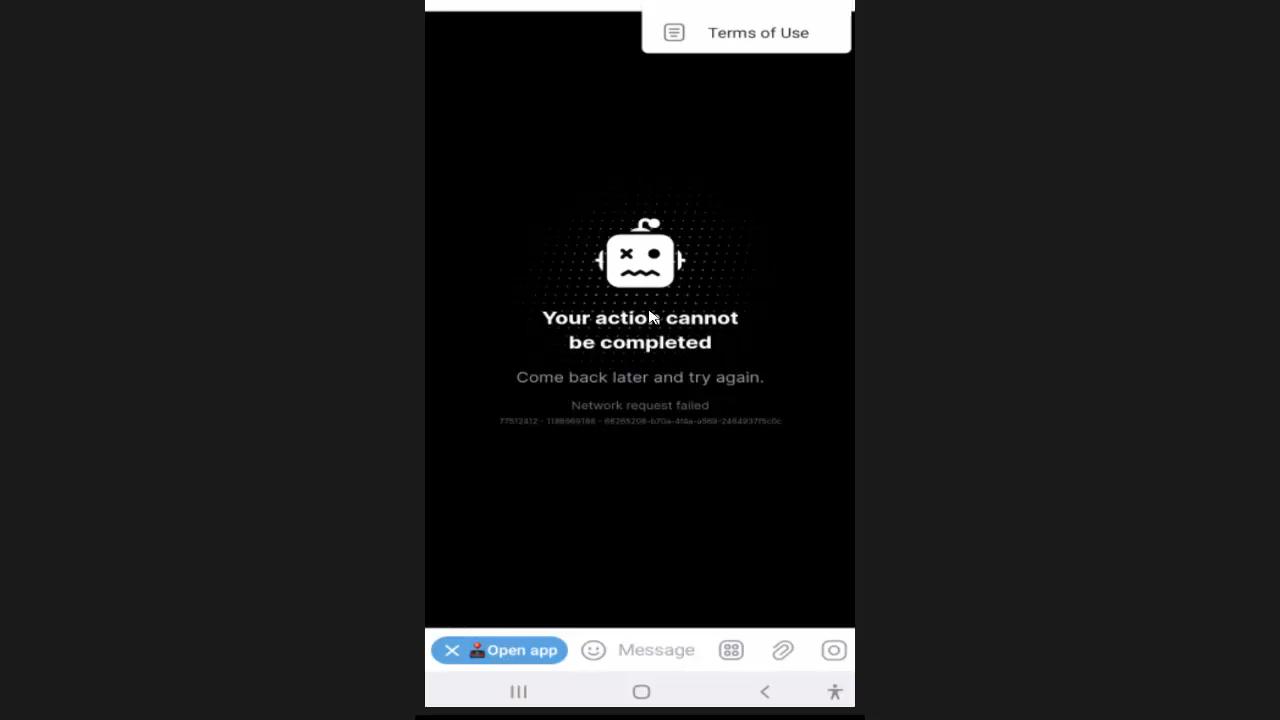 Terms of Use
Your action cannot
be completed
Come back later and try again.
Network request failed
Open app
Message